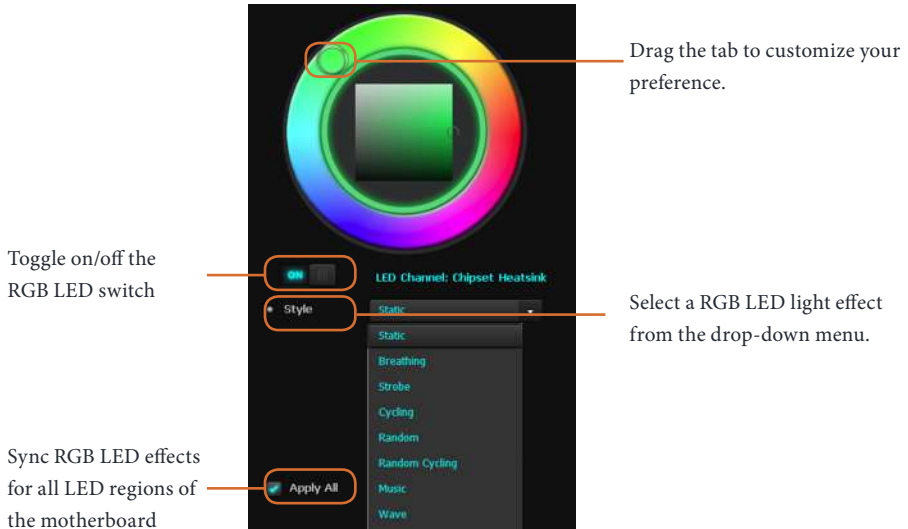 Drag the tab to customize your
preference.
Toggle on/off the
RGB LED switch
ON
LED Channel: Chipset Heatsink
Style
Static
Select a RGB LED light effect
from the drop-down menu.
Static
Breathing
Strobe
Cycling
Random
Random Cycling
Music
Wave
Sync RGB LED effects
for all LED regions of
the motherboard
Apply All